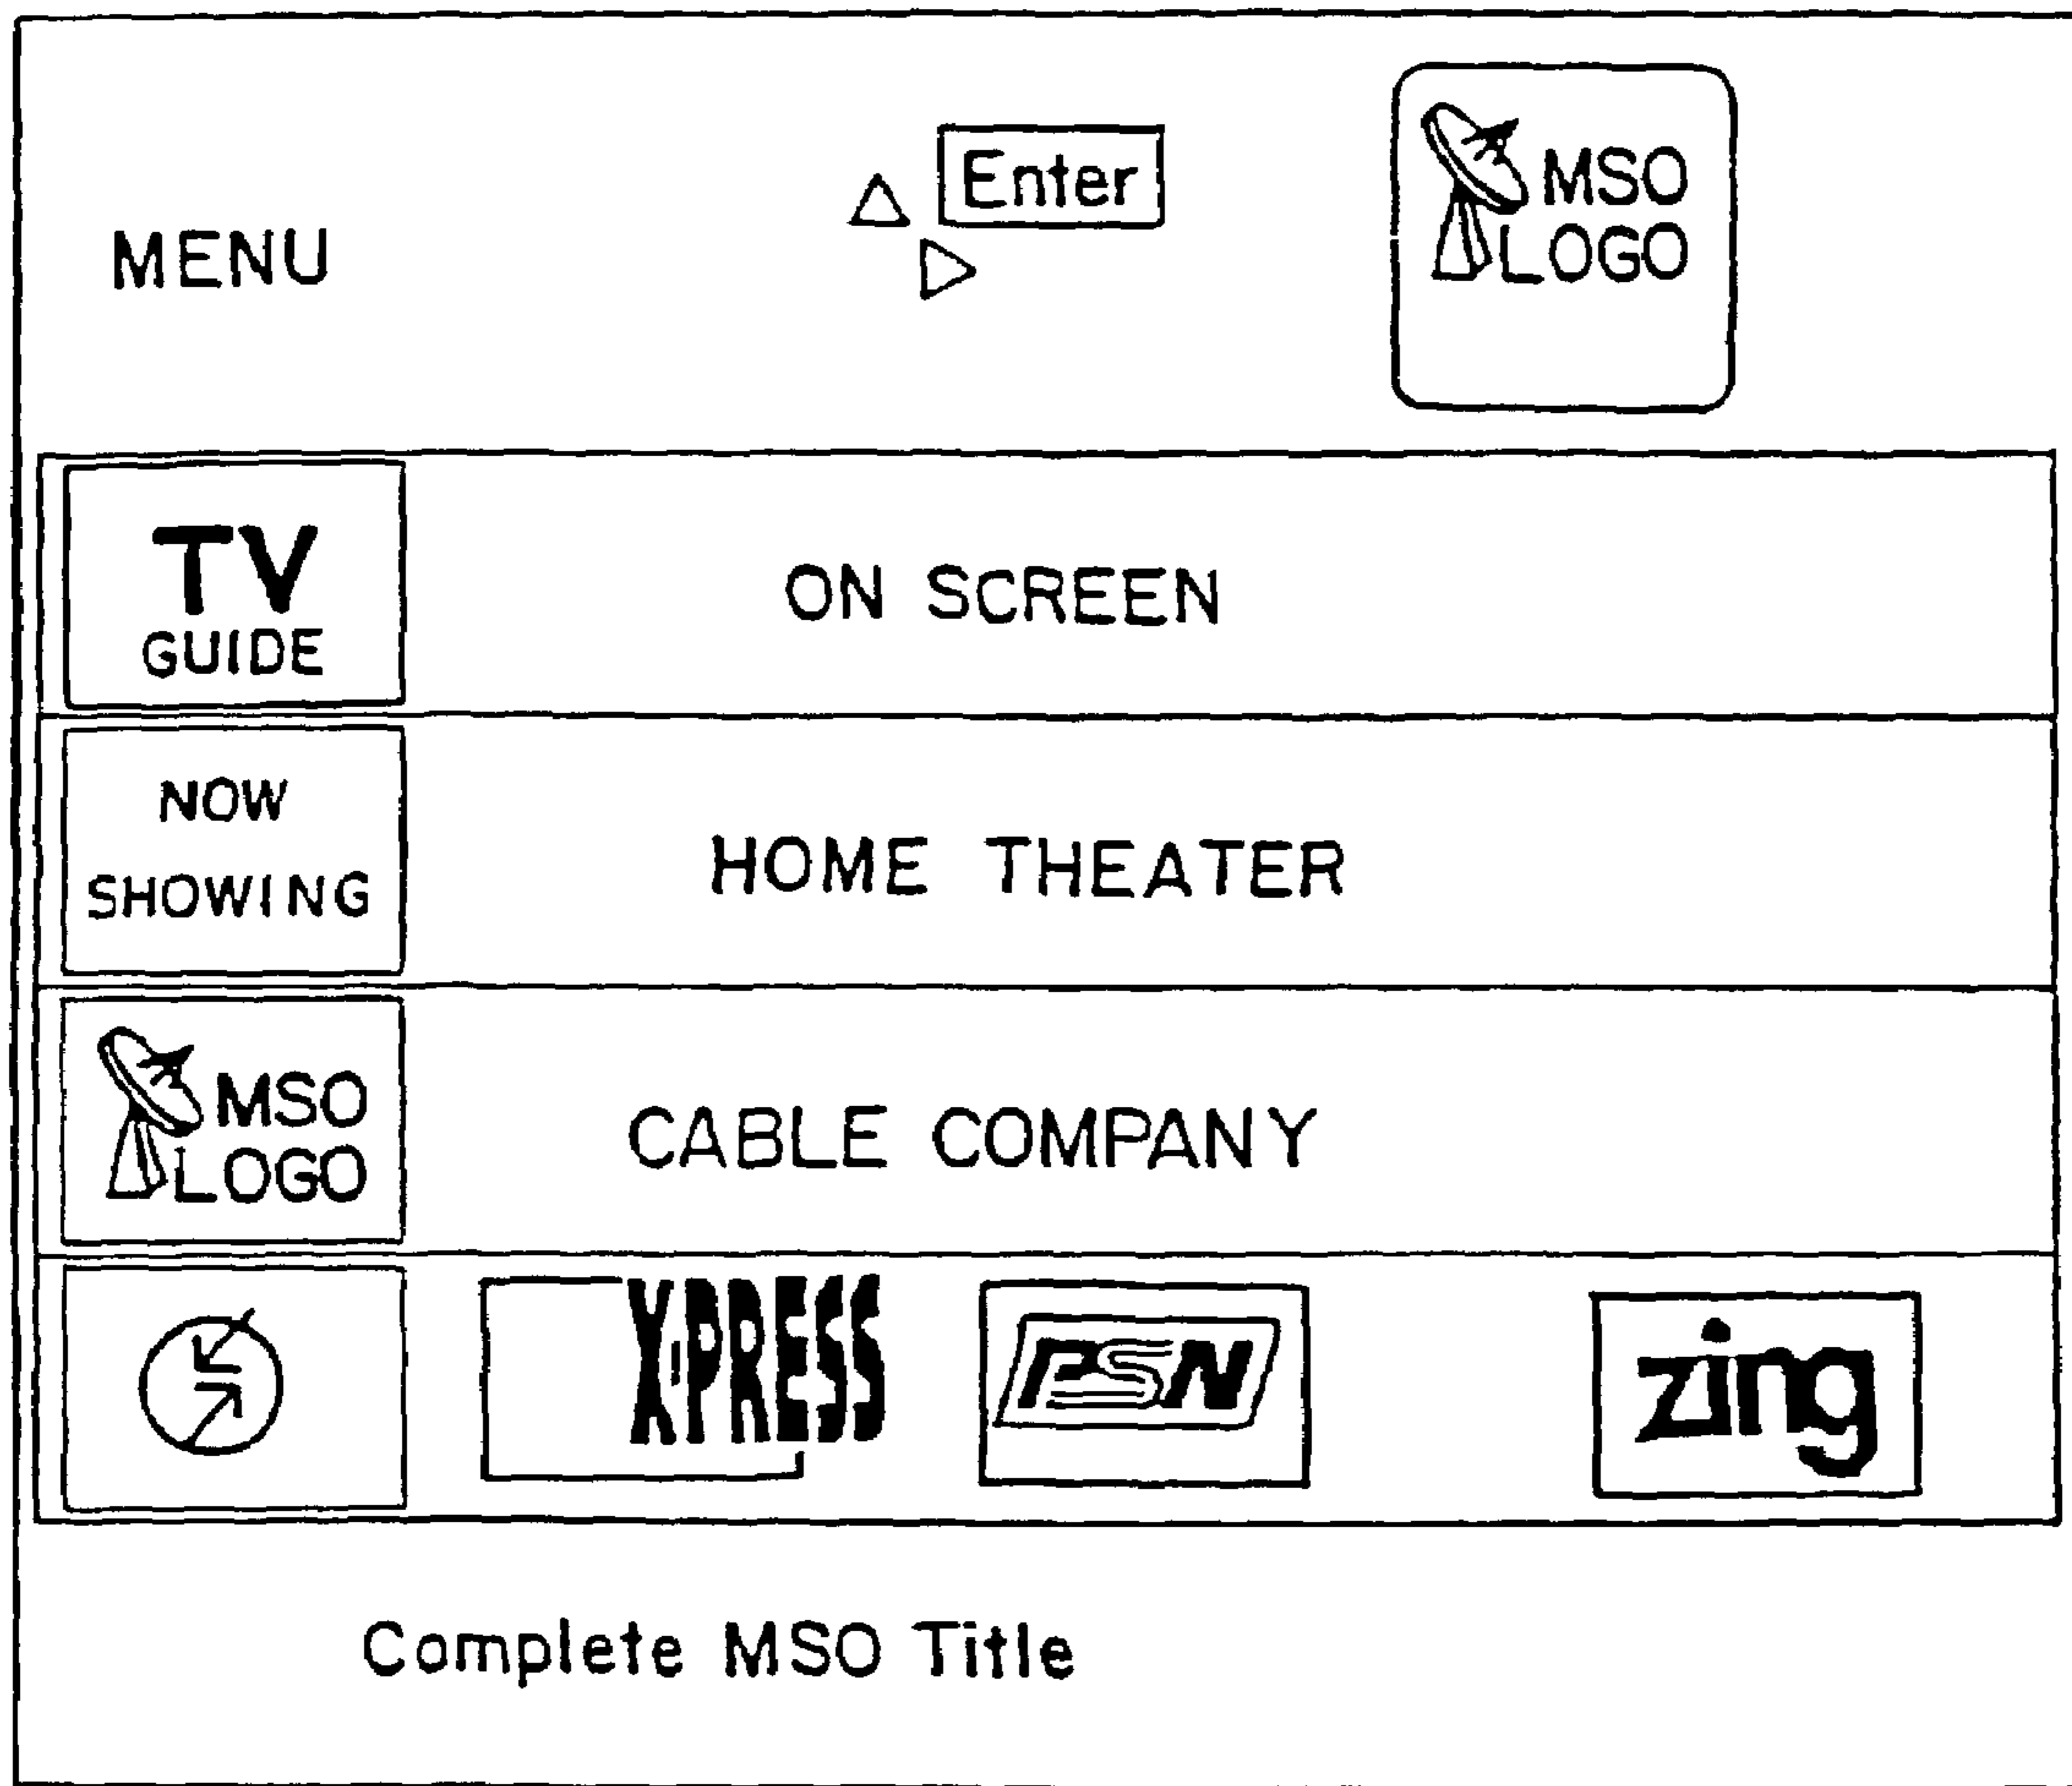 Enter
MSO
LOGO
MENU
TV
GUIDE
ON SCREEN
NOW
SHOWING
HOME THEATER
MSO
LOGO
CABLE COMPANY
X·PRESS
PSN
zing
Complete MSO Title